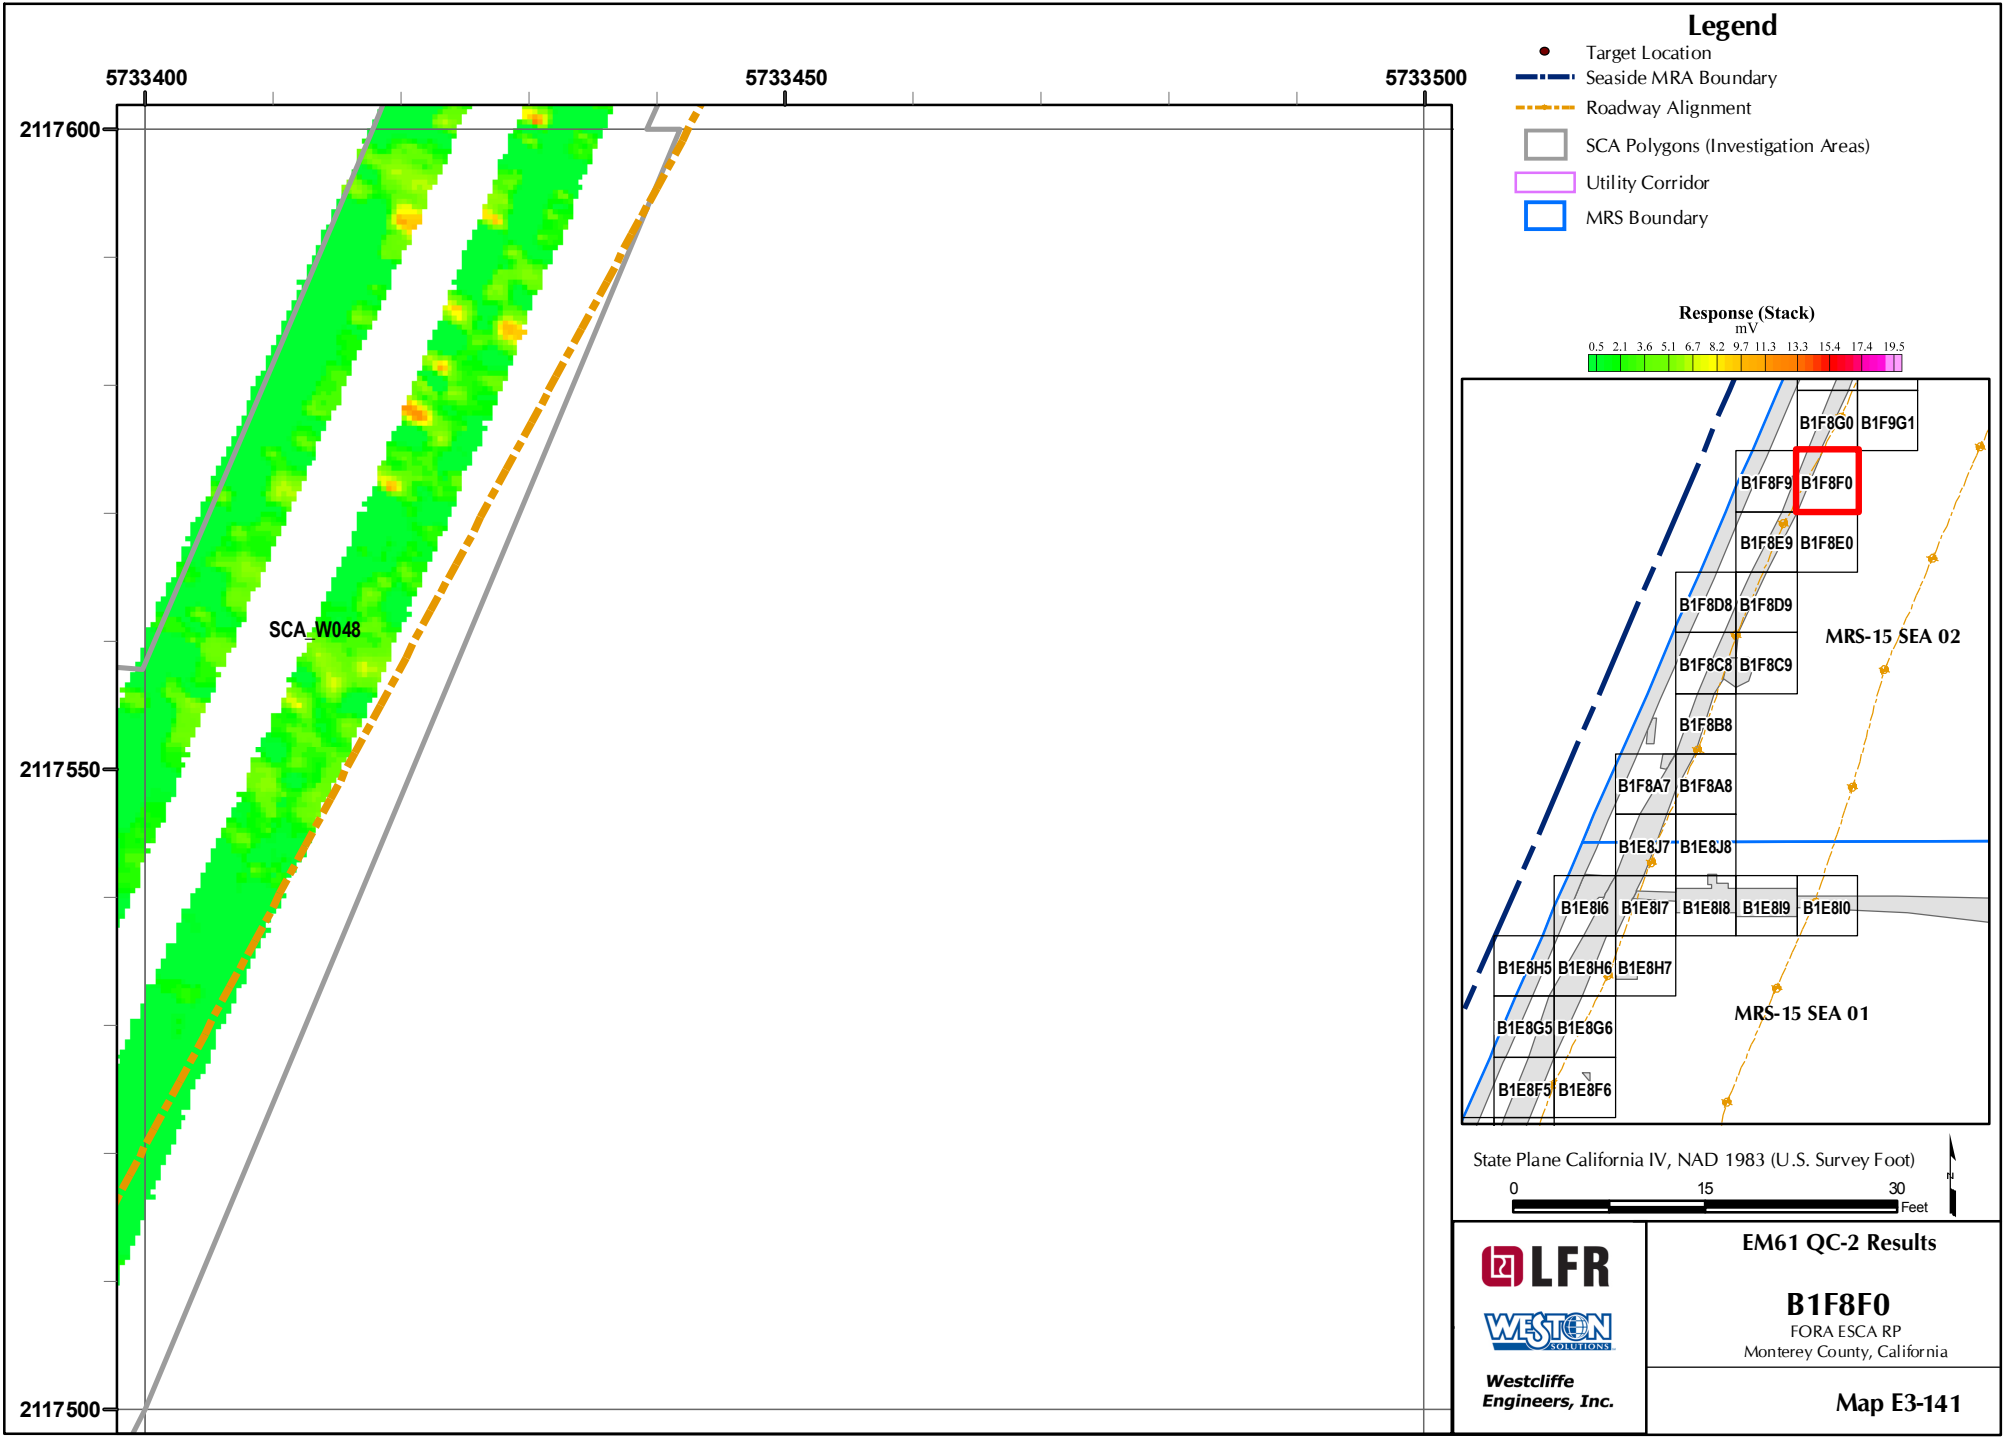 5733400
5733450
5733500
2117600
2117550
2117500
SCA_W048
Legend
Target Location
Seaside MRA Boundary
Roadway Alignment
SCA Polygons (Investigation Areas)
Utility Corridor
MRS Boundary
Response (Stack)
mV
0.5 2.1 3.6 5.1 6.7 8.2 9.7 11.3 13.3 15.4 17.4 19.5
B1F8G0 B1F9G1
B1F8F9 B1F8F0
B1F8E9 B1F8E0
B1F8D8 B1F8D9
MRS-15 SEA 02
B1F8C8 B1F8C9
B1F8B8
B1F8A7 B1F8A8
B1E8J7 B1E8J8
B1E8I6 B1E8I7 B1E8I8 B1E8I9 B1E8I0
B1E8H5 B1E8H6 B1E8H7
MRS-15 SEA 01
B1E8G5 B1E8G6
B1E8F5 B1E8F6
State Plane California IV, NAD 1983 (U.S. Survey Foot)
0 15 30
Feet
N
LFR
WESTON
SOLUTIONS
Westcliffe
Engineers, Inc.
EM61 QC-2 Results
B1F8F0
FORA ESCA RP
Monterey County, California
Map E3-141